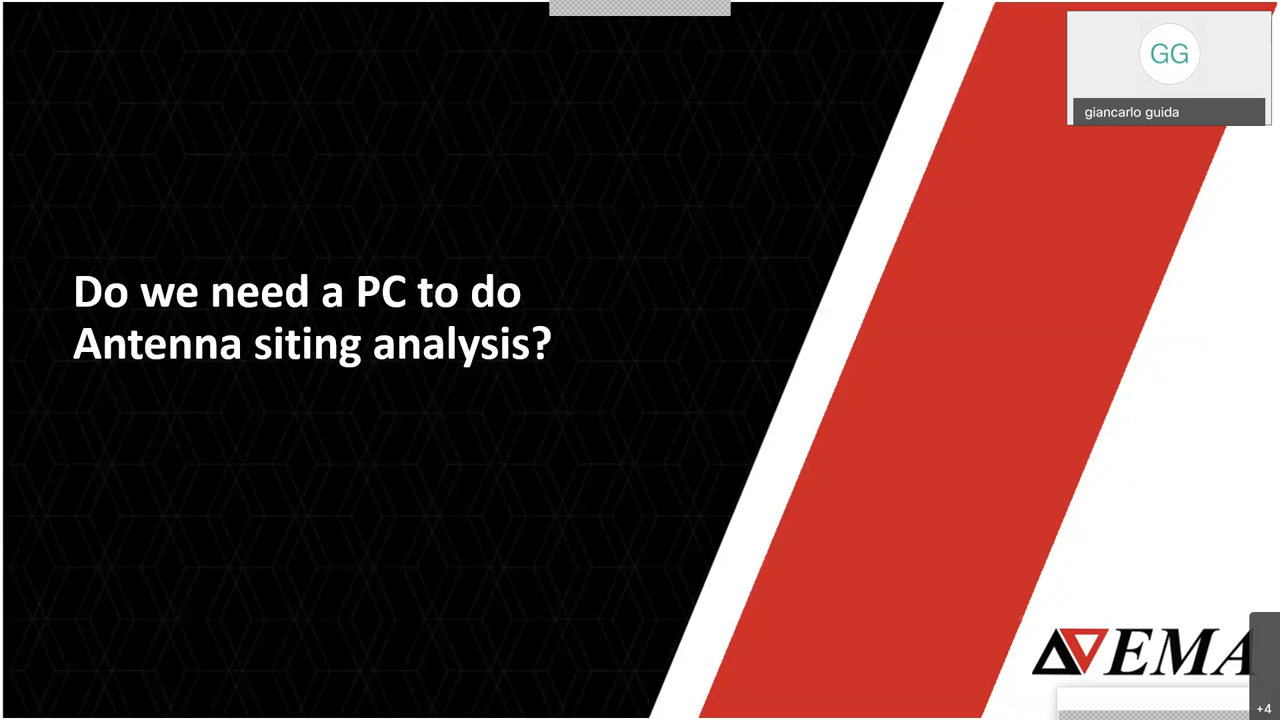 GG
giancarlo guida
Do we need a PC to do
Antenna siting analysis?
EMA
+4